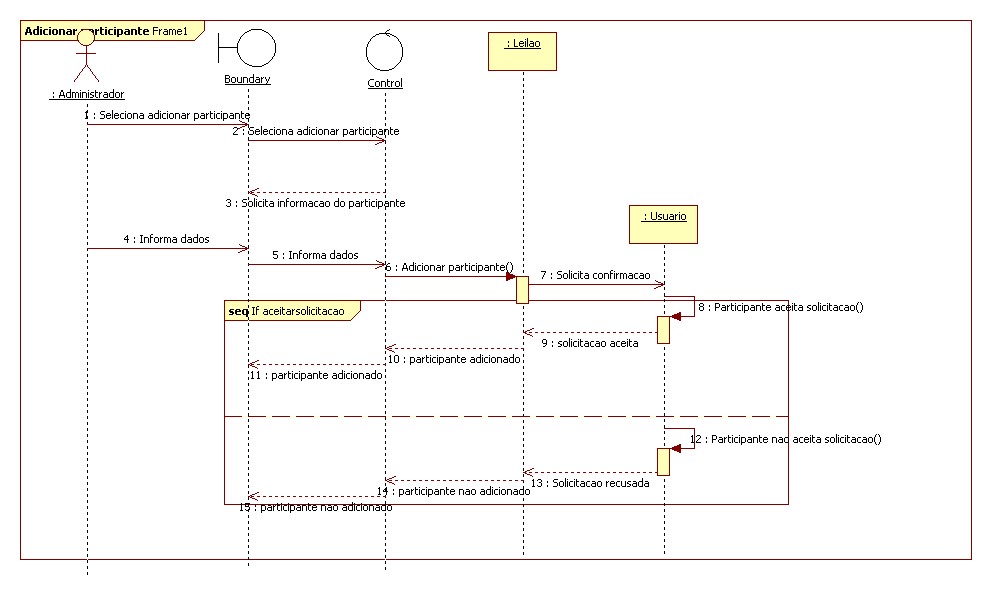 Adicionar participante Frame1
: Leilao
Boundary
Control
: Administrador
1 : Seleciona adicionar participante
2 : Seleciona adicionar participante
3 : Solicita informacao do participante
: Usuario
4 : Informa dados
5 : Informa dados
6 : Adicionar participante()
7 : Solicita confirmacao
seq If aceitarsolicitacao
8 : Participante aceita solicitacao()
9 : solicitacao aceita
10 : participante adicionado
11 : participante adicionado
12 : Participante nao aceita solicitacao()
13 : Solicitacao recusada
14 : participante nao adicionado
15 : participante nao adicionado